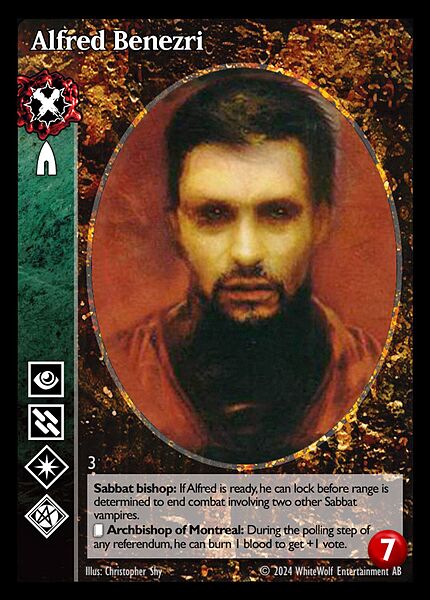 Alfred Benezri
3
Sabbat bishop: If Alfred is ready, he can lock before range is
determined to end combat involving two other Sabbat
vampires.
Archbishop of Montreal: During the polling step of
any referendum, he can burn 1 blood to get +1 vote.
7
Illus: Christopher Shy
© 2024 WhiteWolf Entertainment AB